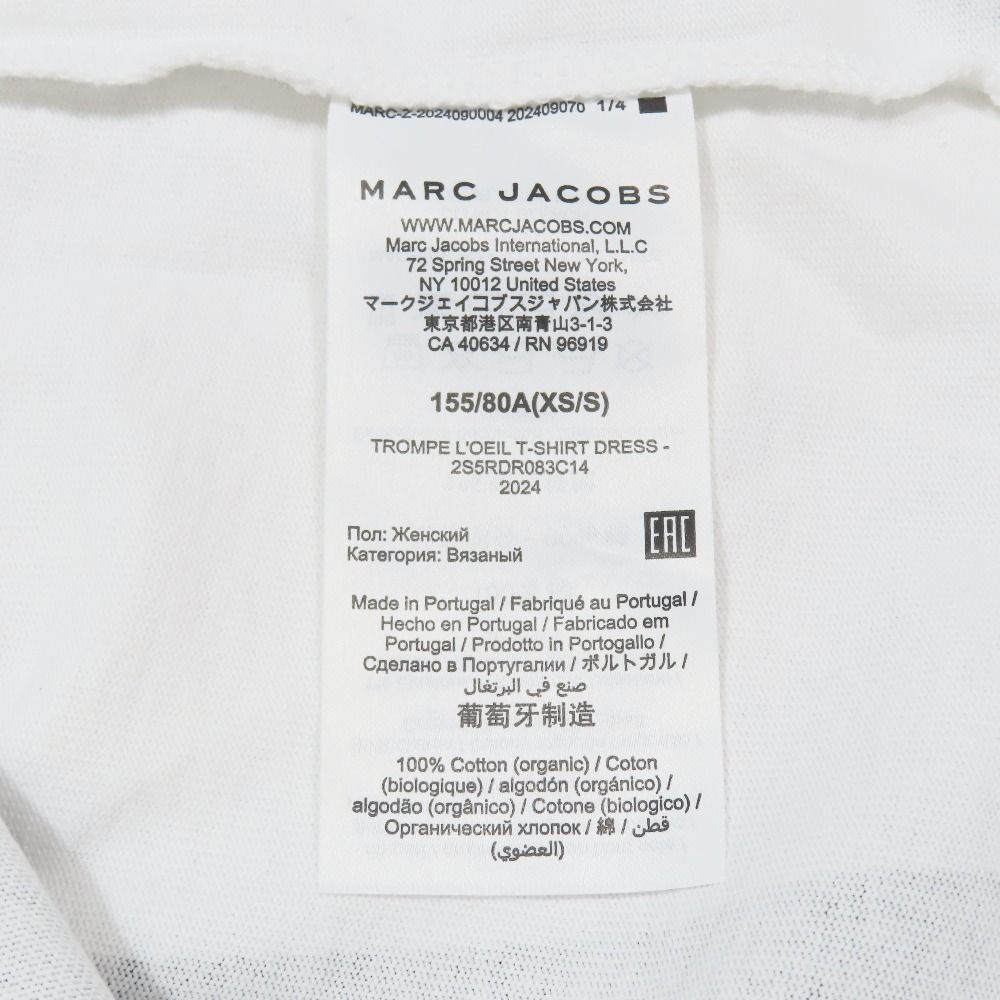 MARC-Z-2024090004 202409070 1/4
MARC JACOBS
WWW.MARCJACOBS.COM
Marc Jacobs International, L.L.C
72 Spring Street New York,
NY 10012 United States
マークジェイコブスジャパン株式会社
東京都港区南青山3-1-3
CA 40634 / RN 96919
155/80A(XS/S)
TROMPE L'OEIL T-SHIRT DRESS -
2S5RDR083C14
2024
Пол: Женский
Категория: Вязаный
EAC
Made in Portugal / Fabriqué au Portugal /
Hecho en Portugal / Fabricado em
Portugal / Prodotto in Portogallo /
Сделано в Португалии / ポルトガル /
صنع في البرتغال
葡萄牙制造
100% Cotton (organic) / Coton
(biologique) / algodón (orgánico) /
algodão (orgânico) / Cotone (biologico) /
Органический хлопок / 綿 / قطن
(العضوي)